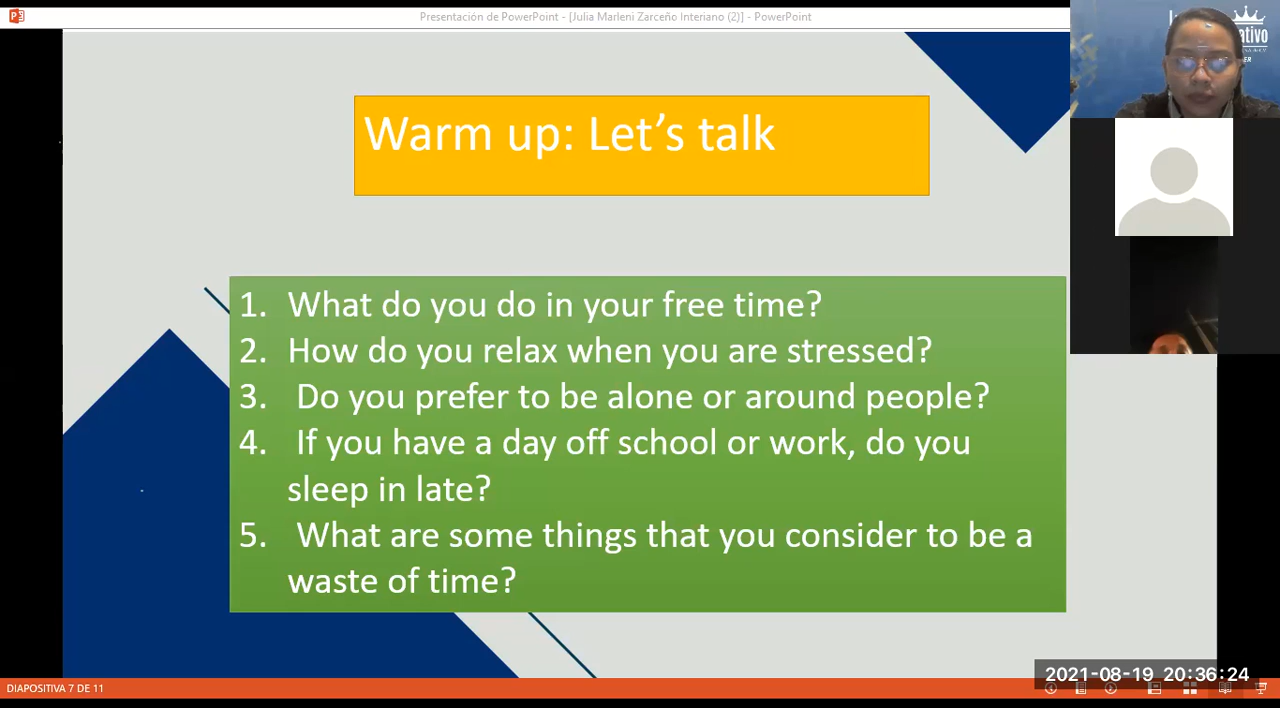 Presentación de PowerPoint - [Julia Marleni Zarceño Interiano (2)] - PowerPoint
Warm up: Let's talk
1. What do you do in your free time?
2. How do you relax when you are stressed?
3. Do you prefer to be alone or around people?
4. If you have a day off school or work, do you
sleep in late?
5. What are some things that you consider to be a
waste of time?
2021-08-19 20:36:24
DIAPOSITIVA 7 DE 11